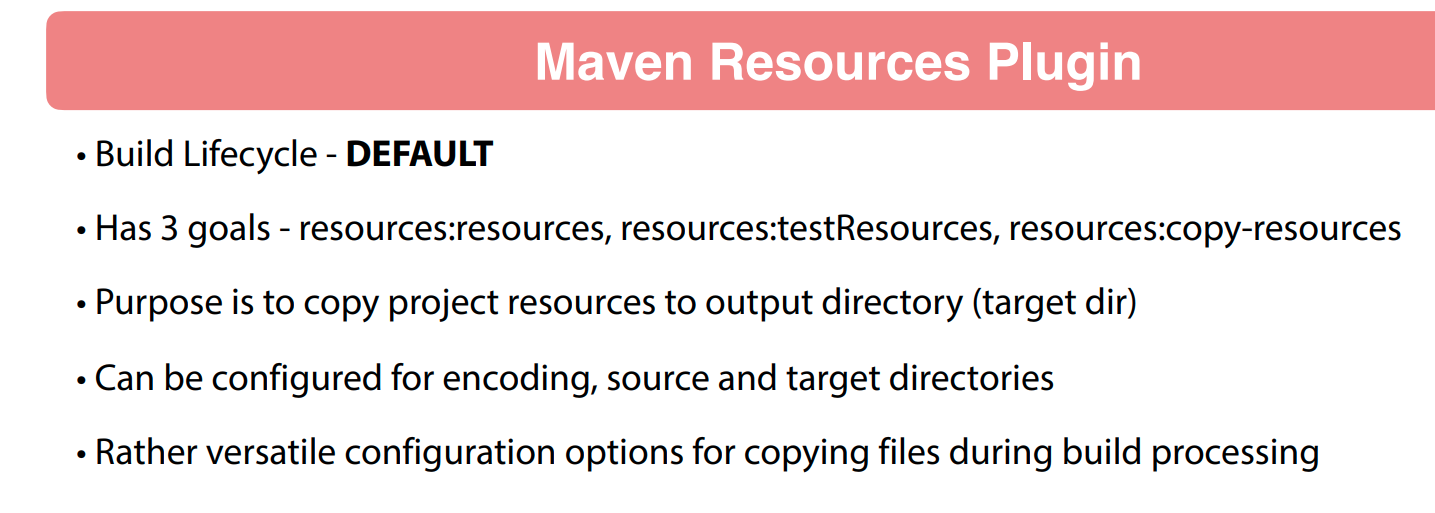 Maven Resources Plugin
• Build Lifecycle - DEFAULT
• Has 3 goals - resources:resources, resources:testResources, resources:copy-resources
• Purpose is to copy project resources to output directory (target dir)
• Can be configured for encoding, source and target directories
• Rather versatile configuration options for copying files during build processing